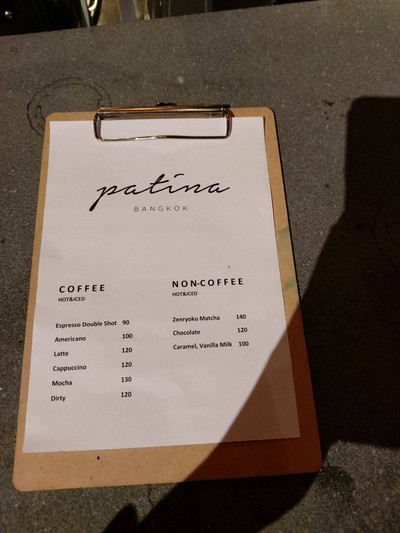 patina
BANGKOK
COFFEE
HOT&ICED
Espresso Double Shot 90
Americano 100
Latte 120
Cappuccino 120
Mocha 130
Dirty 120
NON-COFFEE
HOT&ICED
Zenryoku Matcha 140
Chocolate 120
Caramel, Vanilla Milk 100